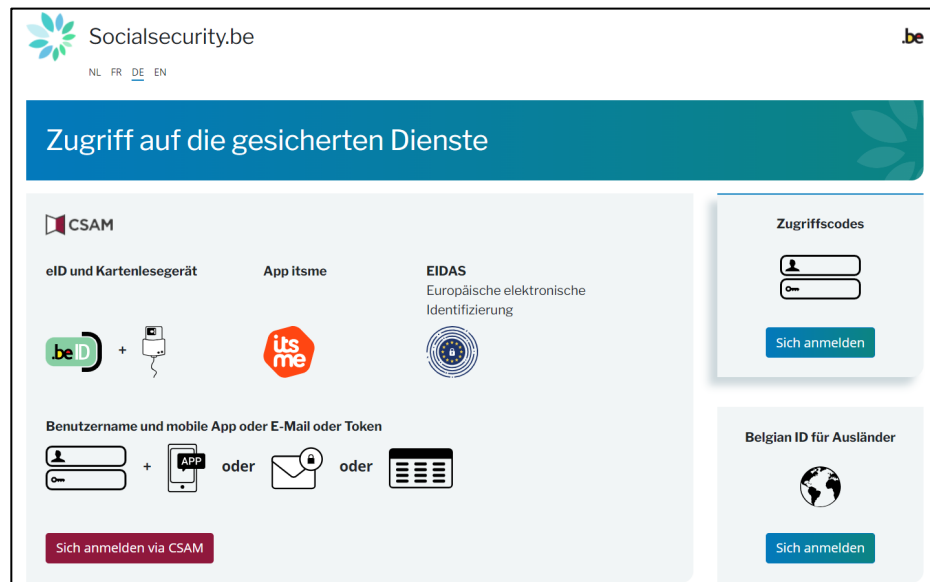 Socialsecurity.be
.be
NL FR DE EN
Zugriff auf die gesicherten Dienste
CSAM
eID und Kartenlesegerät
App itsme
EIDAS
Europäische elektronische
Identifizierung
.beID
+
its
me
Benutzername und mobile App oder E-Mail oder Token
+
APP
oder
oder
Sich anmelden via CSAM
Zugriffscodes
Sich anmelden
Belgian ID für Ausländer
Sich anmelden